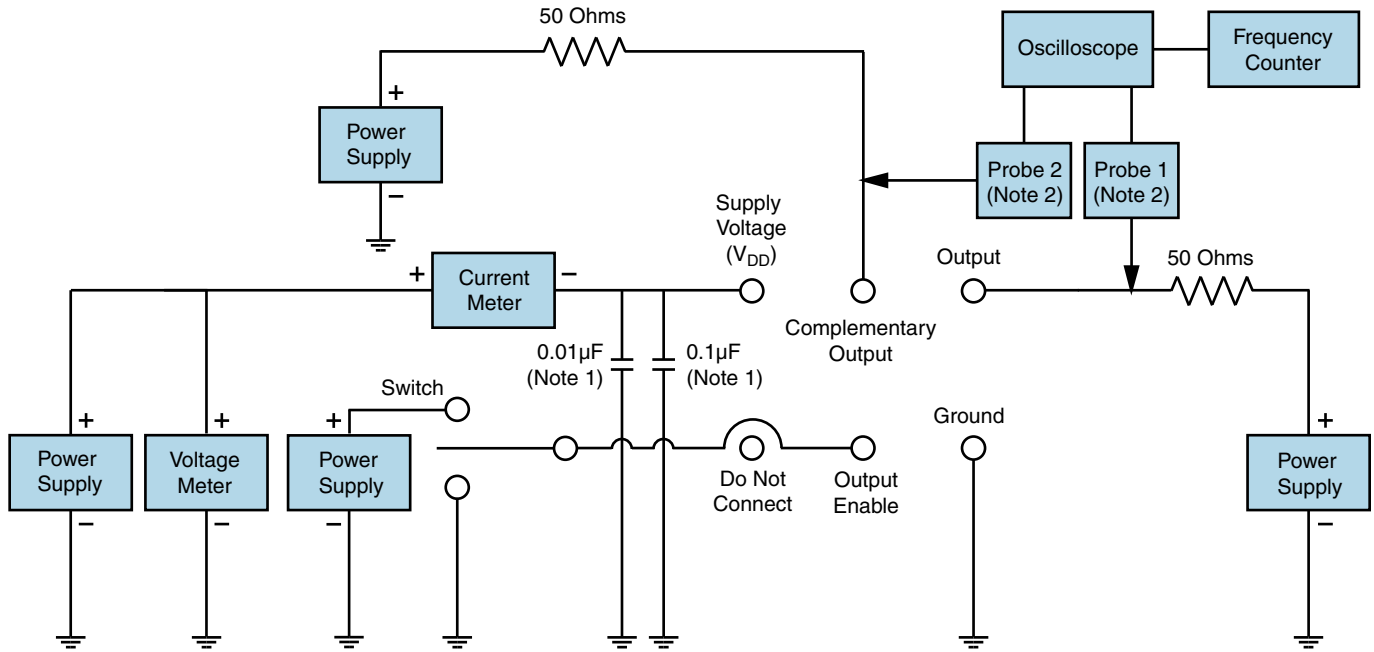 50 Ohms
Oscilloscope
Frequency
Counter
+
Power
Supply
−
Probe 2
(Note 2)
Probe 1
(Note 2)
Supply
Voltage
(VDD)
Output
50 Ohms
+
Current
Meter
−
Complementary
Output
0.01µF
(Note 1)
0.1µF
(Note 1)
Switch
+
Power
Supply
−
+
Voltage
Meter
−
+
Power
Supply
−
Do Not
Connect
Output
Enable
Ground
+
Power
Supply
−